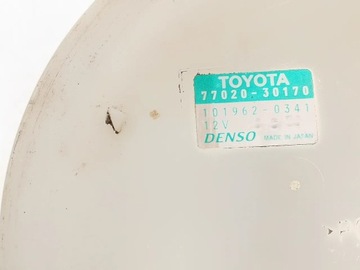 TOYOTA
77020-30170
101962-0341
12V
DENSO MADE IN JAPAN